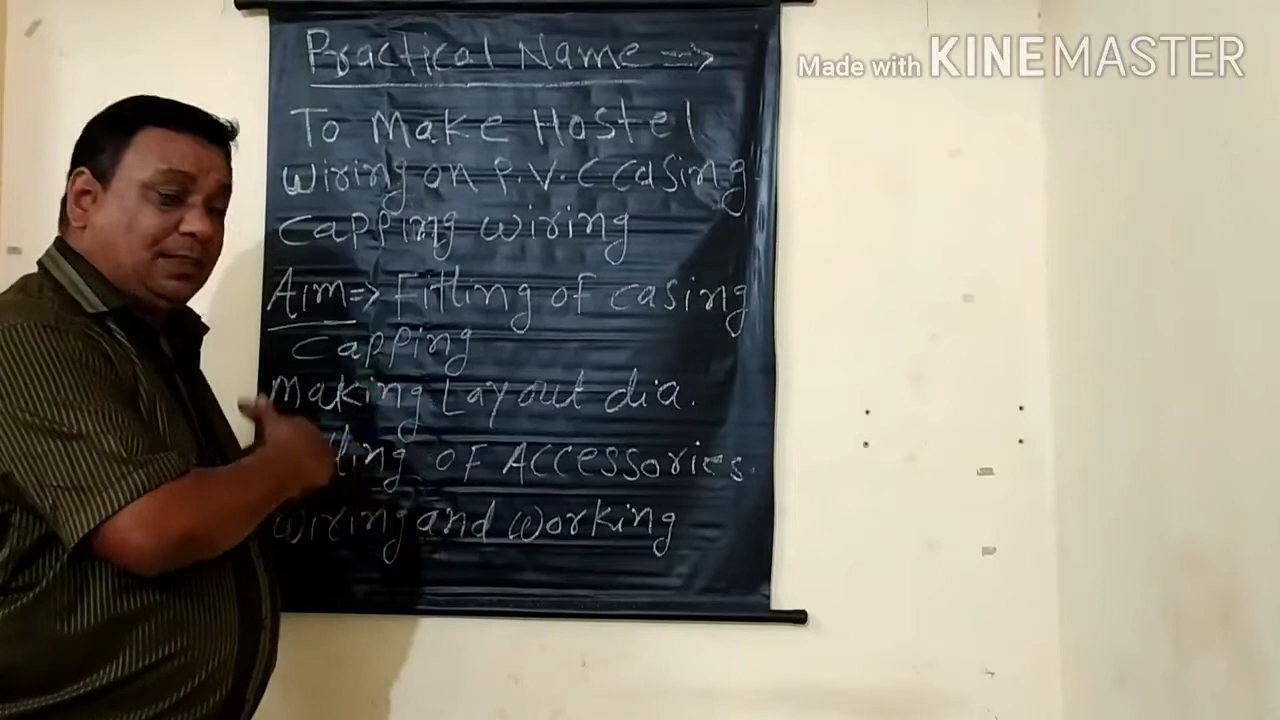 Practical Name →
Made with KINEMASTER
To Make Hostel
wiring on P.V.C casing
capping wiring
Aim => Fitting of casing
capping
Making Layout dia.
OF Accessories.
wiring and working